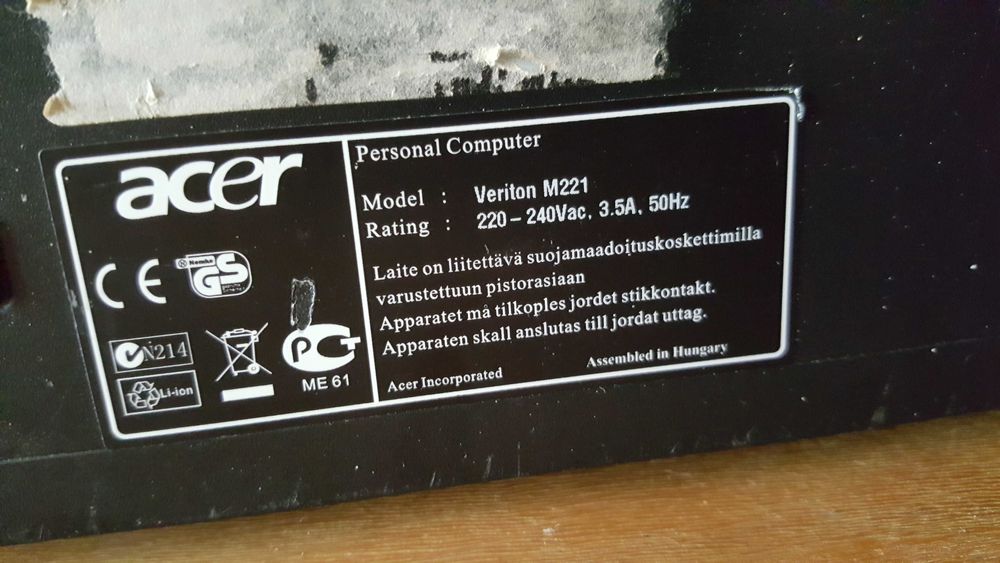 acer
Personal Computer
Model : Veriton M221
Rating : 220 – 240Vac, 3.5A, 50Hz
Laite on liitettävä suojamaadoituskoskettimilla
varustettuun pistorasiaan
Apparatet må tilkoples jordet stikkontakt.
Apparaten skall anslutas till jordat uttag.
Acer Incorporated
Assembled in Hungary
CE
Nemko
GS
N214
Li-ion
PCT
ME 61